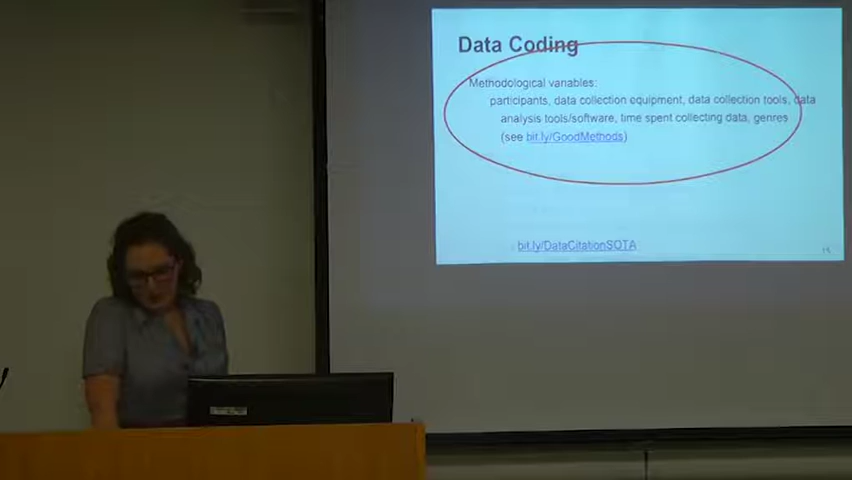 Data Coding
Methodological variables:
participants, data collection equipment, data collection tools, data
analysis tools/software, time spent collecting data, genres
(see bit.ly/GoodMethods)
bit.ly/DataCitationSOTA